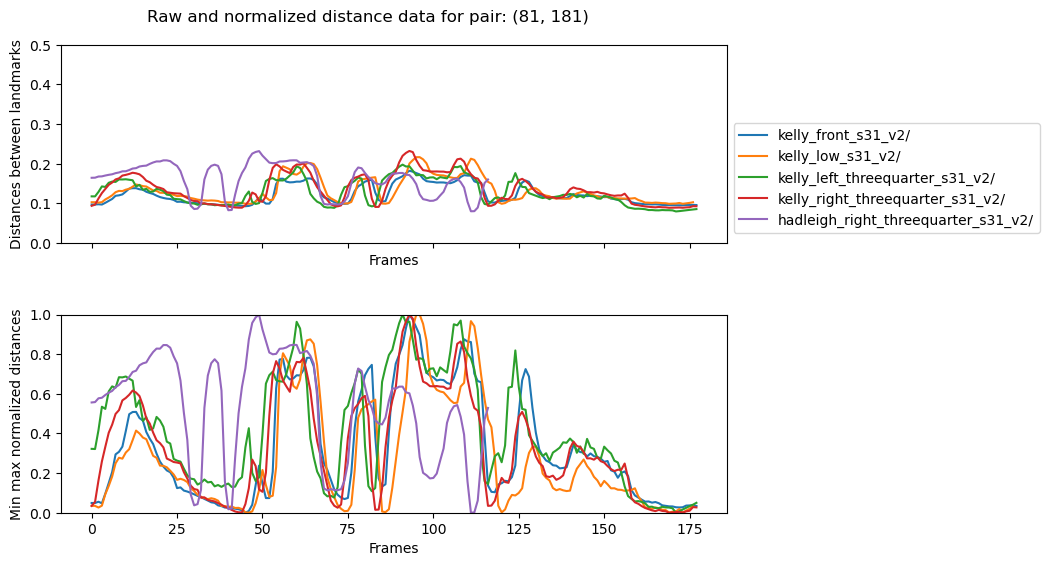 Raw and normalized distance data for pair: (81, 181)
Distances between landmarks
0.5
0.4
0.3
0.2
0.1
0.0
Frames
kelly_front_s31_v2/
kelly_low_s31_v2/
kelly_left_threequarter_s31_v2/
kelly_right_threequarter_s31_v2/
hadleigh_right_threequarter_s31_v2/
Min max normalized distances
1.0
0.8
0.6
0.4
0.2
0.0
0 25 50 75 100 125 150 175
Frames